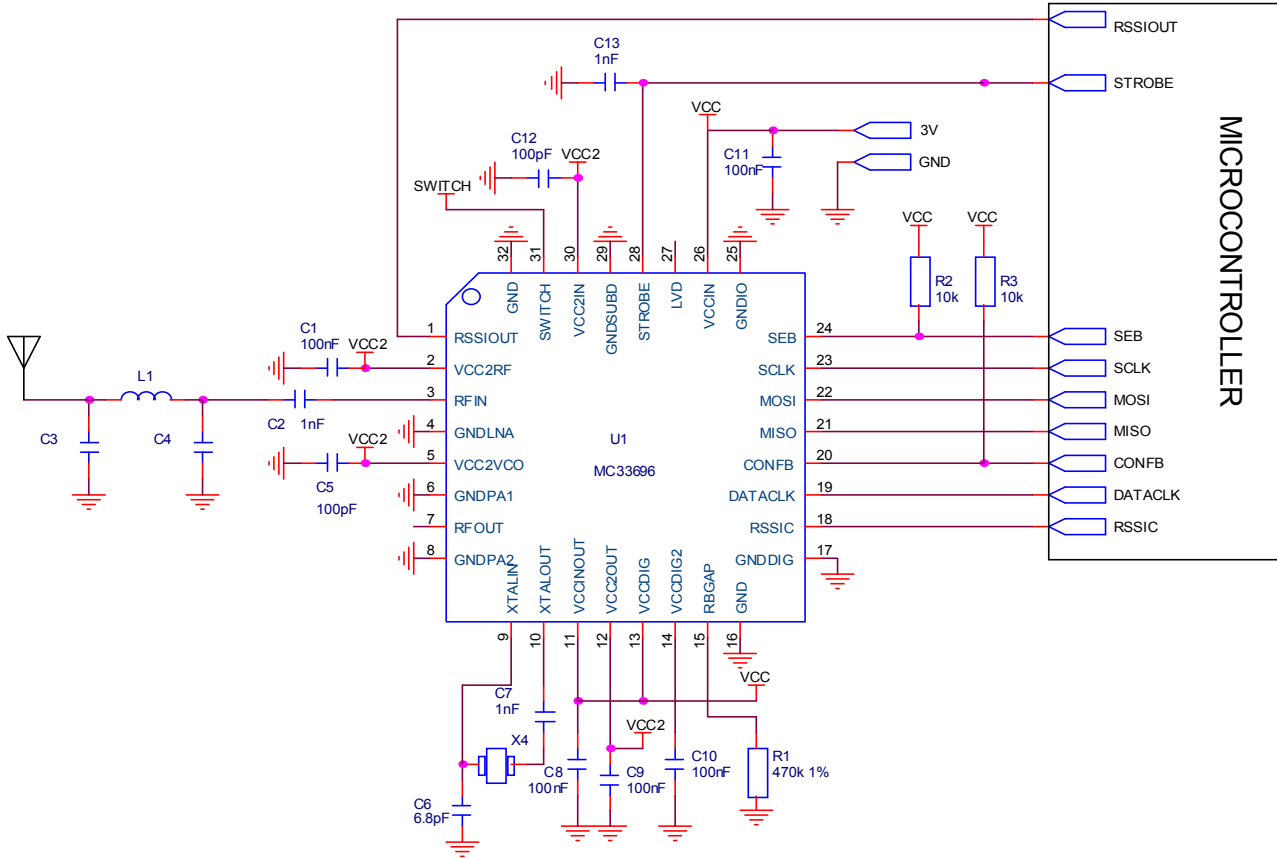 RSSIOUT
STROBE
MICROCONTROLLER
C13
1nF
VCC
3V
GND
C12
100pF
VCC2
C11
100nF
SWITCH
VCC
VCC
R2
10k
R3
10k
32
31
30
29
28
27
26
25
GND
SWITCH
VCC2IN
GNDSUBD
STROBE
LVD
VCCIN
GNDIO
1
RSSIOUT
2
VCC2RF
3
RFIN
4
GNDLNA
5
VCC2VCO
6
GNDPA1
7
RFOUT
8
GNDPA2
C1
100nF
VCC2
L1
C2
1nF
C3
C4
VCC2
C5
100pF
U1
MC33696
SEB
24
SEB
SCLK
23
SCLK
MOSI
22
MOSI
MISO
21
MISO
CONFB
20
CONFB
DATACLK
19
DATACLK
RSSIC
18
RSSIC
GNDDIG
17
XTALIN
XTALOUT
VCCINOUT
VCC2OUT
VCCDIG
VCCDIG2
RBGAP
GND
9
10
11
12
13
14
15
16
C7
1nF
VCC
X4
VCC2
C8
100nF
C9
100nF
C10
100nF
R1
470k 1%
C6
6.8pF